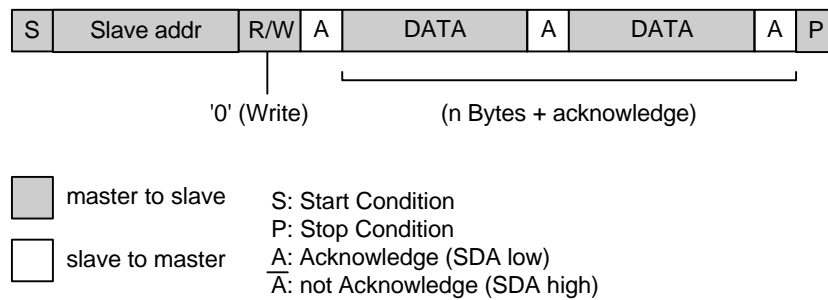 S Slave addr R/W A DATA A DATA A P
'0' (Write) (n Bytes + acknowledge)
master to slave
slave to master
S: Start Condition
P: Stop Condition
A: Acknowledge (SDA low)
A̅: not Acknowledge (SDA high)